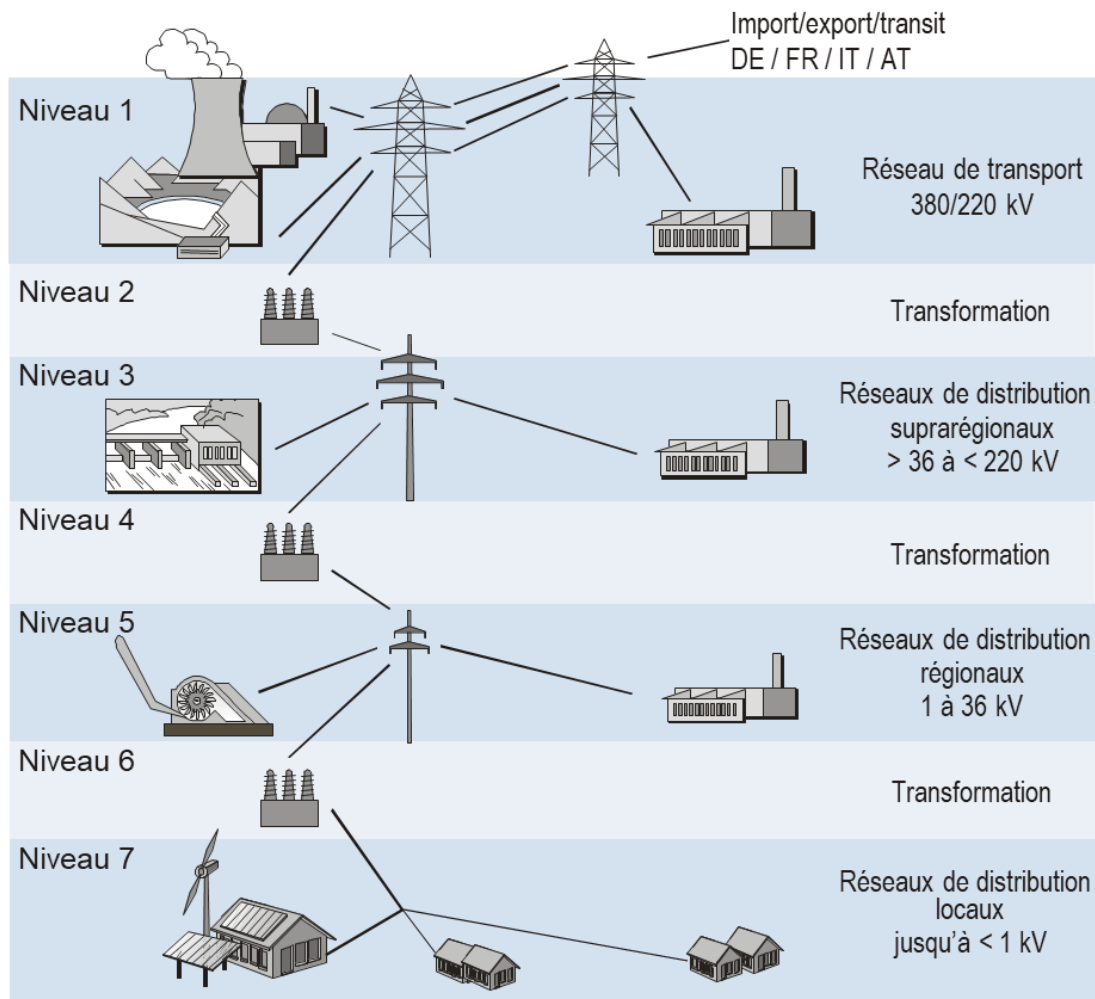 Import/export/transit
DE / FR / IT / AT
Niveau 1
Réseau de transport
380/220 kV
Niveau 2
Transformation
Niveau 3
Réseaux de distribution
suprarégionaux
> 36 à < 220 kV
Niveau 4
Transformation
Niveau 5
Réseaux de distribution
régionaux
1 à 36 kV
Niveau 6
Transformation
Niveau 7
Réseaux de distribution
locaux
jusqu'à < 1 kV